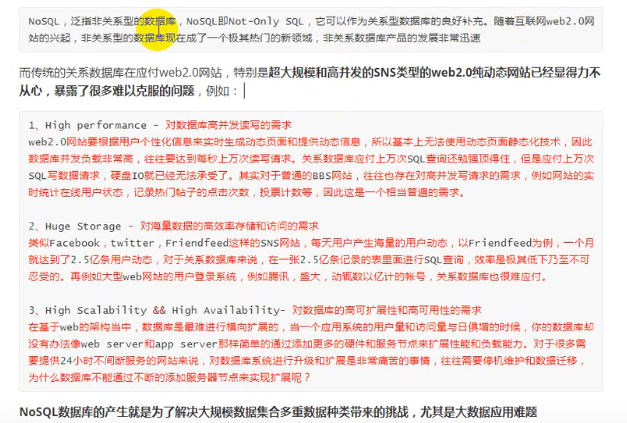 NoSQL，泛指非关系型的数据库，NoSQL即Not-Only SQL，它可以作为关系型数据库的良好补充。随着互联网web2.0网
站的兴起，非关系型的数据库现在成了一个极其热门的新领域，非关系数据库产品的发展非常迅速
而传统的关系数据库在应付web2.0网站，特别是超大规模和高并发的SNS类型的web2.0纯动态网站已经显得力不
从心，暴露了很多难以克服的问题，例如：
1、High performance - 对数据库高并发读写的需求
web2.0网站要根据用户个性化信息来实时生成动态页面和提供动态信息，所以基本上无法使用动态页面静态化技术，因此
数据库并发负载非常高，往往要达到每秒上万次读写请求。关系数据库应付上万次SQL查询还勉强顶得住，但是应付上万次
SQL写数据请求，硬盘IO就已经无法承受了。其实对于普通的BBS网站，往往也存在对高并发写请求的需求，例如网站的实
时统计在线用户状态，记录热门帖子的点击次数，投票计数等，因此这是一个相当普遍的需求。
2、Huge Storage - 对海量数据的高效率存储和访问的需求
类似Facebook，twitter，Friendfeed这样的SNS网站，每天用户产生海量的用户动态，以Friendfeed为例，一个月
就达到了2.5亿条用户动态，对于关系数据库来说，在一张2.5亿条记录的表里面进行SQL查询，效率是极其低下乃至不可
忍受的。再例如大型web网站的用户登录系统，例如腾讯，盛大，动辄数以亿计的帐号，关系数据库也很难应付。
3、High Scalability && High Availability- 对数据库的高可扩展性和高可用性的需求
在基于web的架构当中，数据库是最难进行横向扩展的，当一个应用系统的用户量和访问量与日俱增的时候，你的数据库却
没有办法像web server和app server那样简单的通过添加更多的硬件和服务节点来扩展性能和负载能力。对于很多需
要提供24小时不间断服务的网站来说，对数据库系统进行升级和扩展是非常痛苦的事情，往往需要停机维护和数据迁移，
为什么数据库不能通过不断的添加服务器节点来实现扩展呢？
NoSQL数据库的产生就是为了解决大规模数据集合多重数据种类带来的挑战，尤其是大数据应用难题